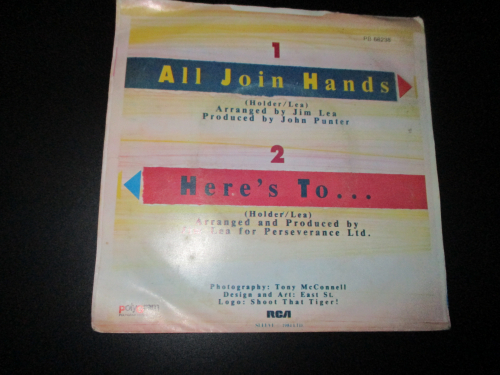 1
All Join Hands
(Holder/Lea)
Arranged by Jim Lea
Produced by John Punter
2
Here's To...
(Holder/Lea)
Arranged and Produced by
Lea for Perseverance Ltd.
Photography: Tony McConnell
Design and Art: East St.
Logo: Shoot That Tiger!
polygram
RCA